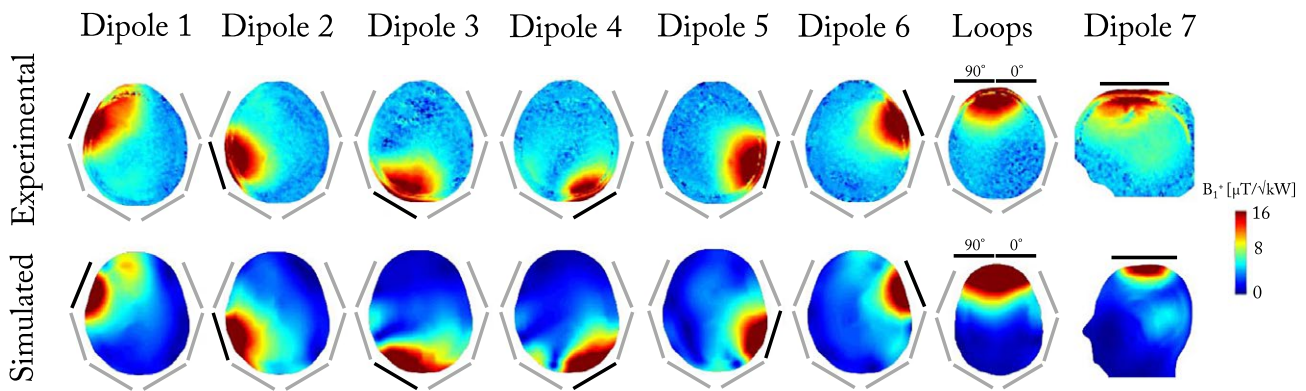 Dipole 1 Dipole 2 Dipole 3 Dipole 4 Dipole 5 Dipole 6 Loops Dipole 7
Experimental
90° 0°
B₁⁺ [μT/√kW]
16
8
0
Simulated
90° 0°